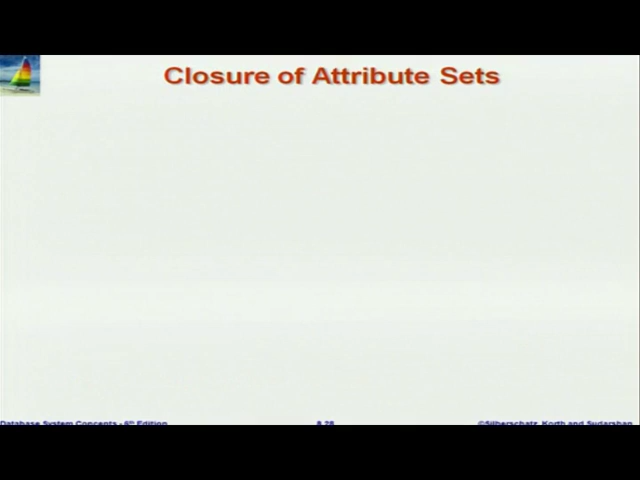 Closure of Attribute Sets
Database System Concepts - 6th Edition
8.28
©Silberschatz, Korth and Sudarshan